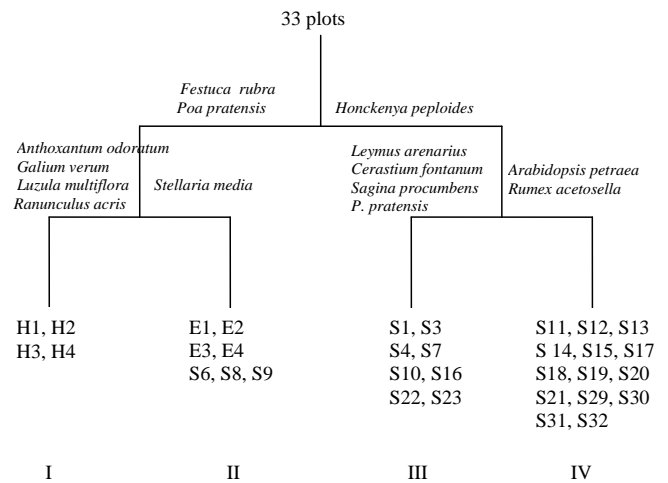 33 plots
Festuca rubra
Poa pratensis
Honckenya peploides
Anthoxantum odoratum
Galium verum
Luzula multiflora
Ranunculus acris
Stellaria media
Leymus arenarius
Cerastium fontanum
Sagina procumbens
P. pratensis
Arabidopsis petraea
Rumex acetosella
H1, H2
H3, H4
E1, E2
E3, E4
S6, S8, S9
S1, S3
S4, S7
S10, S16
S22, S23
S11, S12, S13
S 14, S15, S17
S18, S19, S20
S21, S29, S30
S31, S32
I
II
III
IV